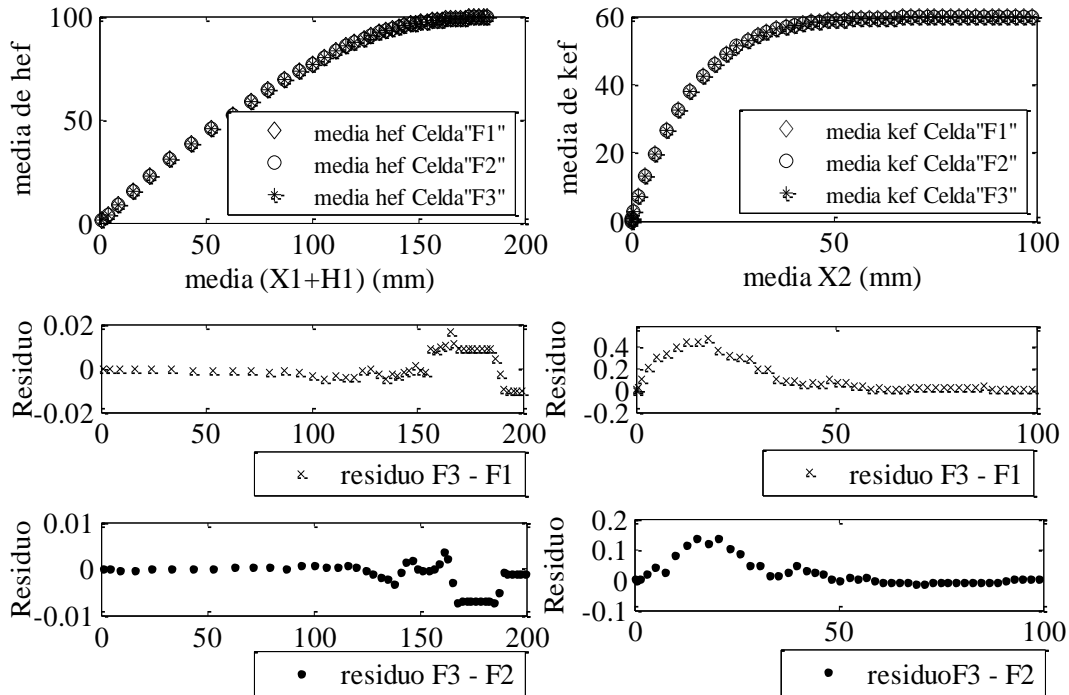 media de hef
100
50
0
0
50
100
150
200
media (X1+H1) (mm)
media hef Celda"F1"
media hef Celda"F2"
media hef Celda"F3"
media de kef
60
40
20
0
0
50
100
media X2 (mm)
media kef Celda"F1"
media kef Celda"F2"
media kef Celda"F3"
Residuo
0.02
0
-0.02
0
50
100
150
200
residuo F3 - F1
Residuo
0.4
0.2
0
-0.2
0
50
100
residuo F3 - F1
Residuo
0.01
0
-0.01
0
50
100
150
200
residuo F3 - F2
Residuo
0.2
0.1
0
-0.1
0
50
100
residuoF3 - F2